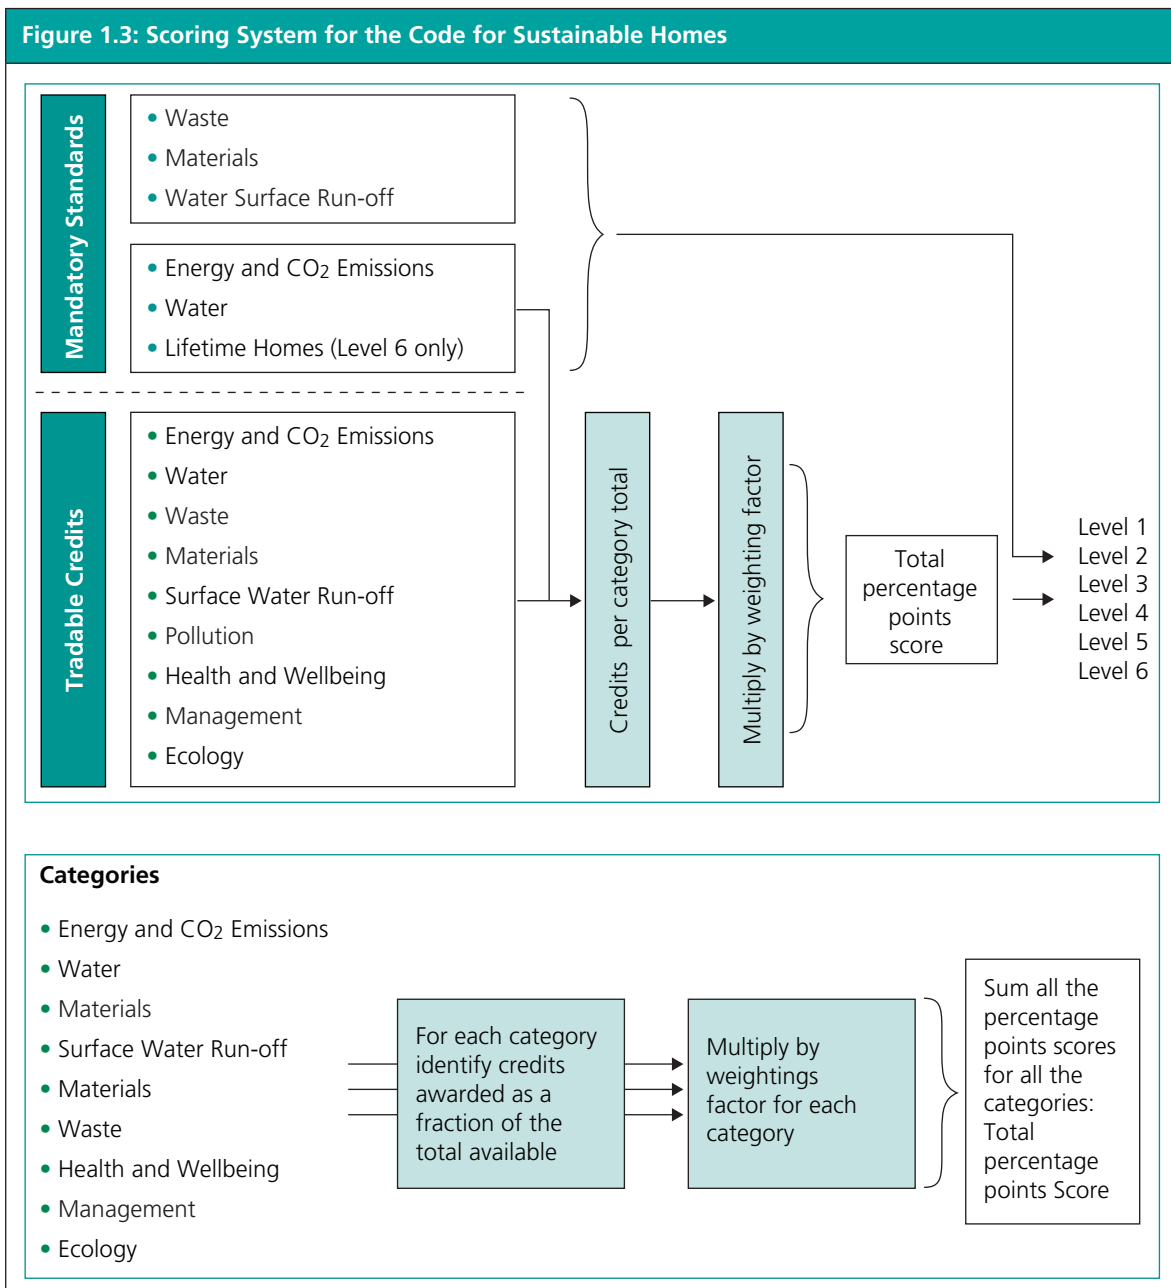 Figure 1.3: Scoring System for the Code for Sustainable Homes
Mandatory Standards
• Waste
• Materials
• Water Surface Run-off
• Energy and CO2 Emissions
• Water
• Lifetime Homes (Level 6 only)
Tradable Credits
• Energy and CO2 Emissions
• Water
• Waste
• Materials
• Surface Water Run-off
• Pollution
• Health and Wellbeing
• Management
• Ecology
Credits per category total
Multiply by weighting factor
Total
percentage
points
score
Level 1
Level 2
Level 3
Level 4
Level 5
Level 6
Categories
• Energy and CO2 Emissions
• Water
• Materials
• Surface Water Run-off
• Materials
• Waste
• Health and Wellbeing
• Management
• Ecology
For each category
identify credits
awarded as a
fraction of the
total available
Multiply by
weightings
factor for each
category
Sum all the
percentage
points scores
for all the
categories:
Total
percentage
points Score